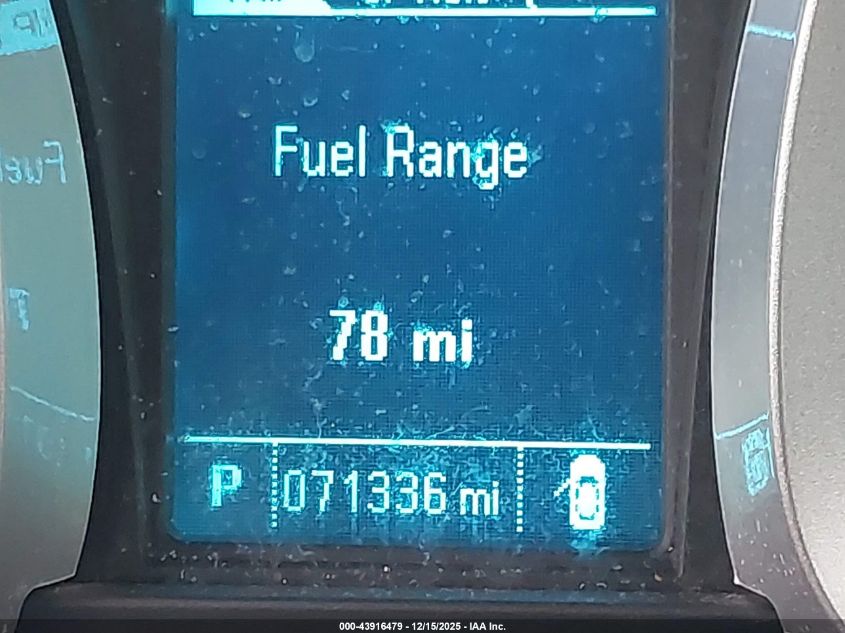 Fuel Range
78 mi
P 071336 mi
000-43916479 - 12/15/2025 - IAA Inc.